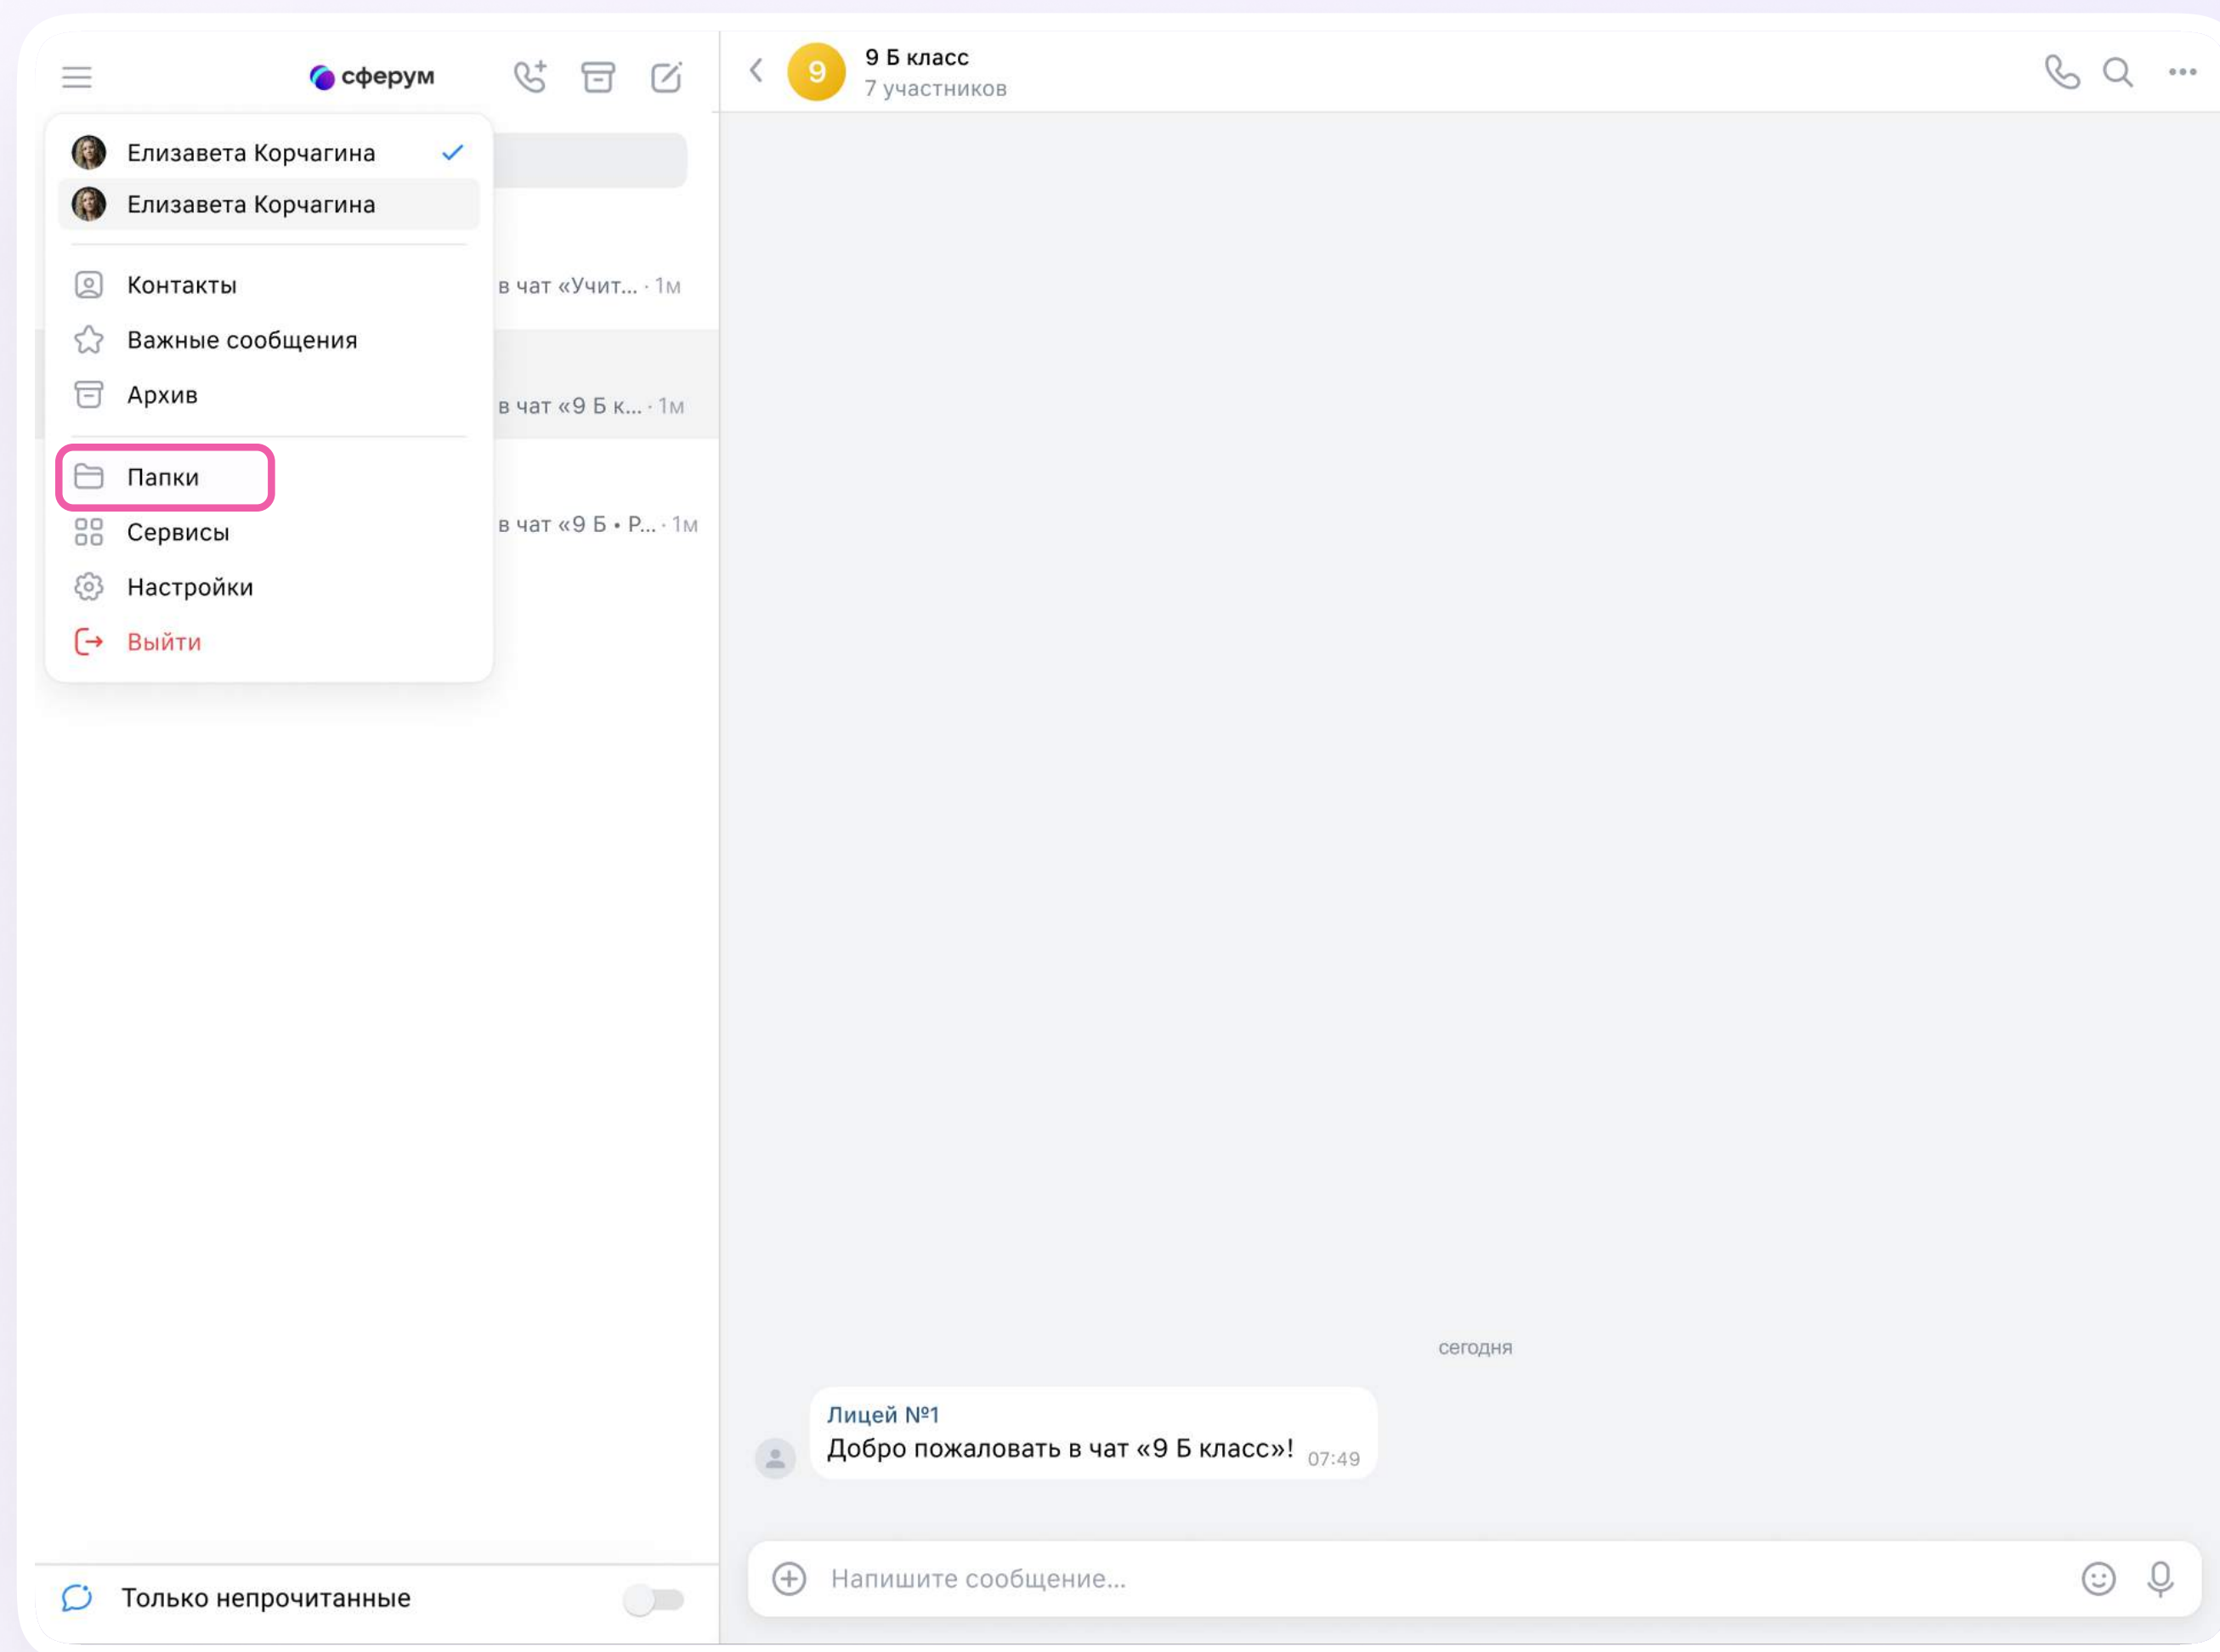 сферум
Елизавета Корчагина
Елизавета Корчагина
Контакты
Важные сообщения
Архив
Папки
Сервисы
Настройки
Выйти
в чат «Учит... · 1м
в чат «9 Б к... · 1м
в чат «9 Б • Р... · 1м
Только непрочитанные
9
9 Б класс
7 участников
сегодня
Лицей №1
Добро пожаловать в чат «9 Б класс»! 07:49
Напишите сообщение...